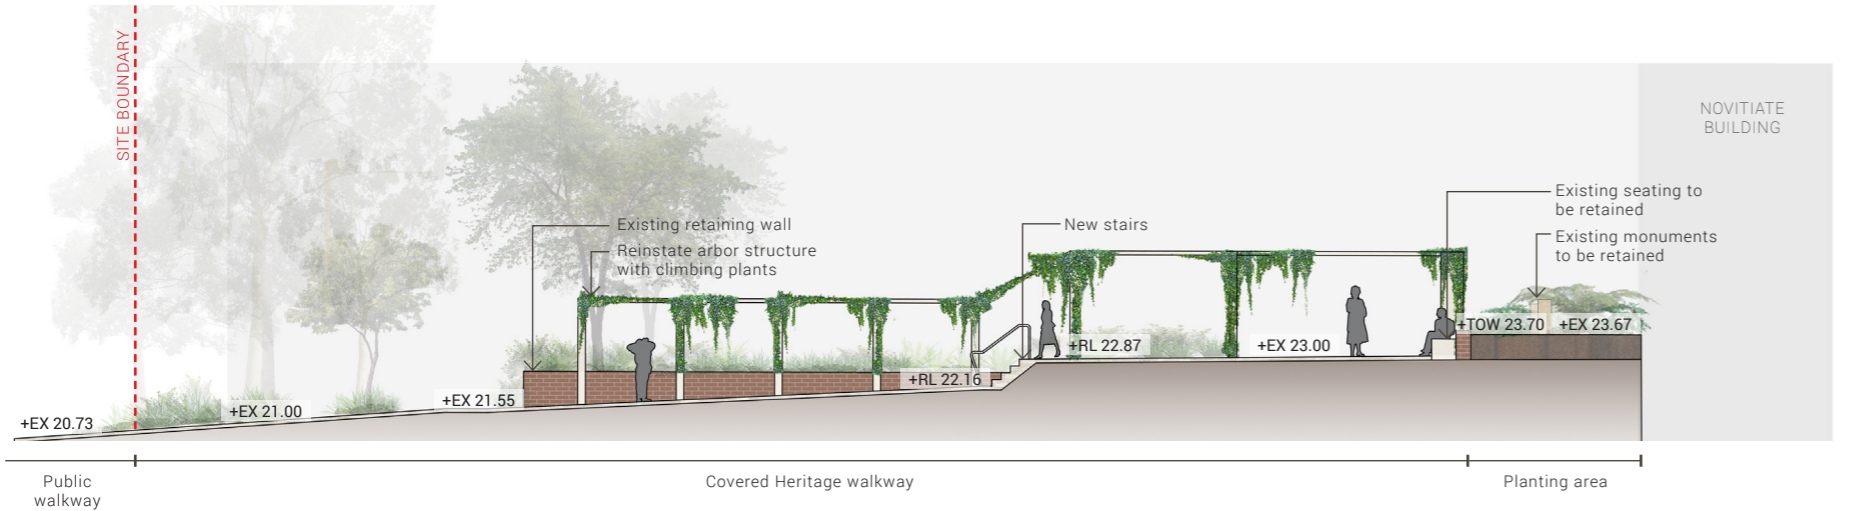 SITE BOUNDARY
NOVITIATE
BUILDING
Existing seating to
be retained
Existing retaining wall
New stairs
Existing monuments
to be retained
Reinstate arbor structure
with climbing plants
+TOW 23.70
+EX 23.67
+RL 22.87
+EX 23.00
+RL 22.16
+EX 21.55
+EX 21.00
+EX 20.73
Public
walkway
Covered Heritage walkway
Planting area